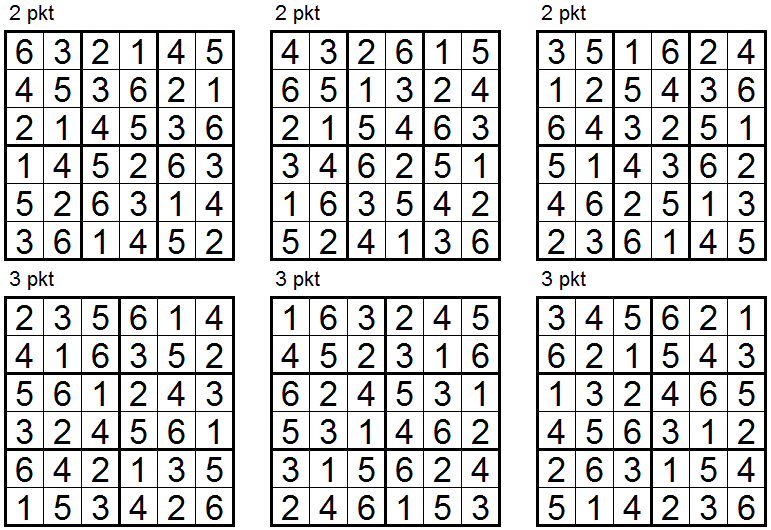 2 pkt 2 pkt 2 pkt
6 3 2 1 4 5 4 3 2 6 1 5 3 5 1 6 2 4
4 5 3 6 2 1 6 5 1 3 2 4 1 2 5 4 3 6
2 1 4 5 3 6 2 1 5 4 6 3 6 4 3 2 5 1
1 4 5 2 6 3 3 4 6 2 5 1 5 1 4 3 6 2
5 2 6 3 1 4 1 6 3 5 4 2 4 6 2 5 1 3
3 6 1 4 5 2 5 2 4 1 3 6 2 3 6 1 4 5
3 pkt 3 pkt 3 pkt
2 3 5 6 1 4 1 6 3 2 4 5 3 4 5 6 2 1
4 1 6 3 5 2 4 5 2 3 1 6 6 2 1 5 4 3
5 6 1 2 4 3 6 2 4 5 3 1 1 3 2 4 6 5
3 2 4 5 6 1 5 3 1 4 6 2 4 5 6 3 1 2
6 4 2 1 3 5 3 1 5 6 2 4 2 6 3 1 5 4
1 5 3 4 2 6 2 4 6 1 5 3 5 1 4 2 3 6